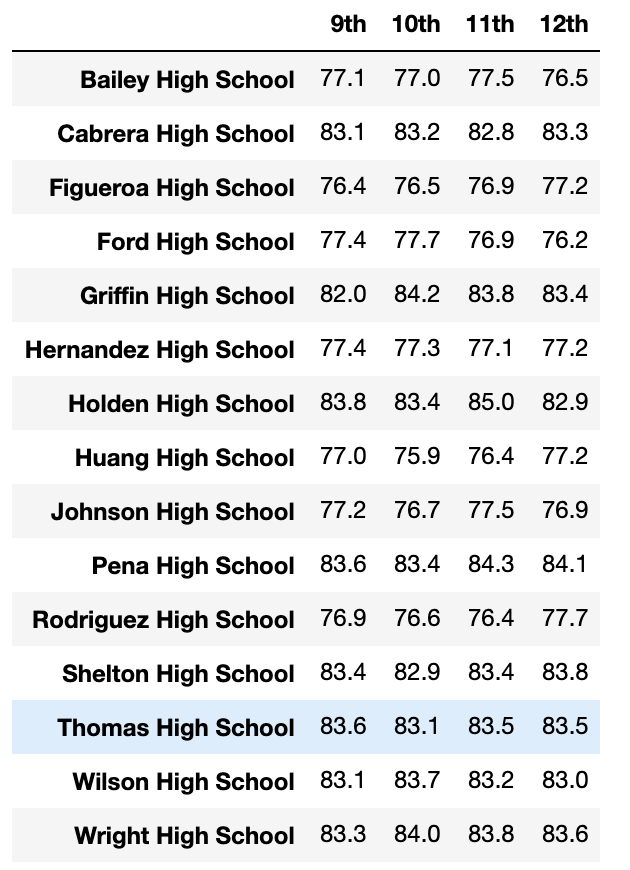 9th 10th 11th 12th
Bailey High School 77.1 77.0 77.5 76.5
Cabrera High School 83.1 83.2 82.8 83.3
Figueroa High School 76.4 76.5 76.9 77.2
Ford High School 77.4 77.7 76.9 76.2
Griffin High School 82.0 84.2 83.8 83.4
Hernandez High School 77.4 77.3 77.1 77.2
Holden High School 83.8 83.4 85.0 82.9
Huang High School 77.0 75.9 76.4 77.2
Johnson High School 77.2 76.7 77.5 76.9
Pena High School 83.6 83.4 84.3 84.1
Rodriguez High School 76.9 76.6 76.4 77.7
Shelton High School 83.4 82.9 83.4 83.8
Thomas High School 83.6 83.1 83.5 83.5
Wilson High School 83.1 83.7 83.2 83.0
Wright High School 83.3 84.0 83.8 83.6